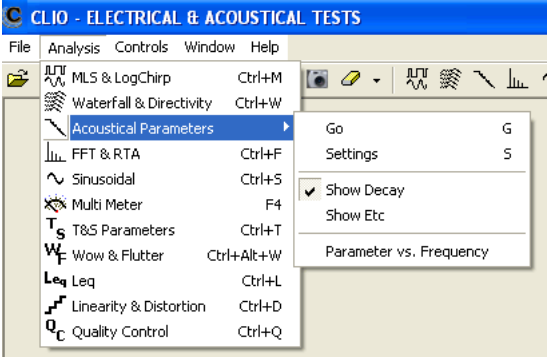 CLIO - ELECTRICAL & ACOUSTICAL TESTS
File Analysis Controls Window Help
MLS & LogChirp Ctrl+M
Waterfall & Directivity Ctrl+W
Acoustical Parameters
Go G
FFT & RTA Ctrl+F
Settings S
Sinusoidal Ctrl+S
Show Decay
Multi Meter F4
Show Etc
T&S Parameters Ctrl+T
Parameter vs. Frequency
Wow & Flutter Ctrl+Alt+W
Leq Leq Ctrl+L
Linearity & Distortion Ctrl+D
Quality Control Ctrl+Q